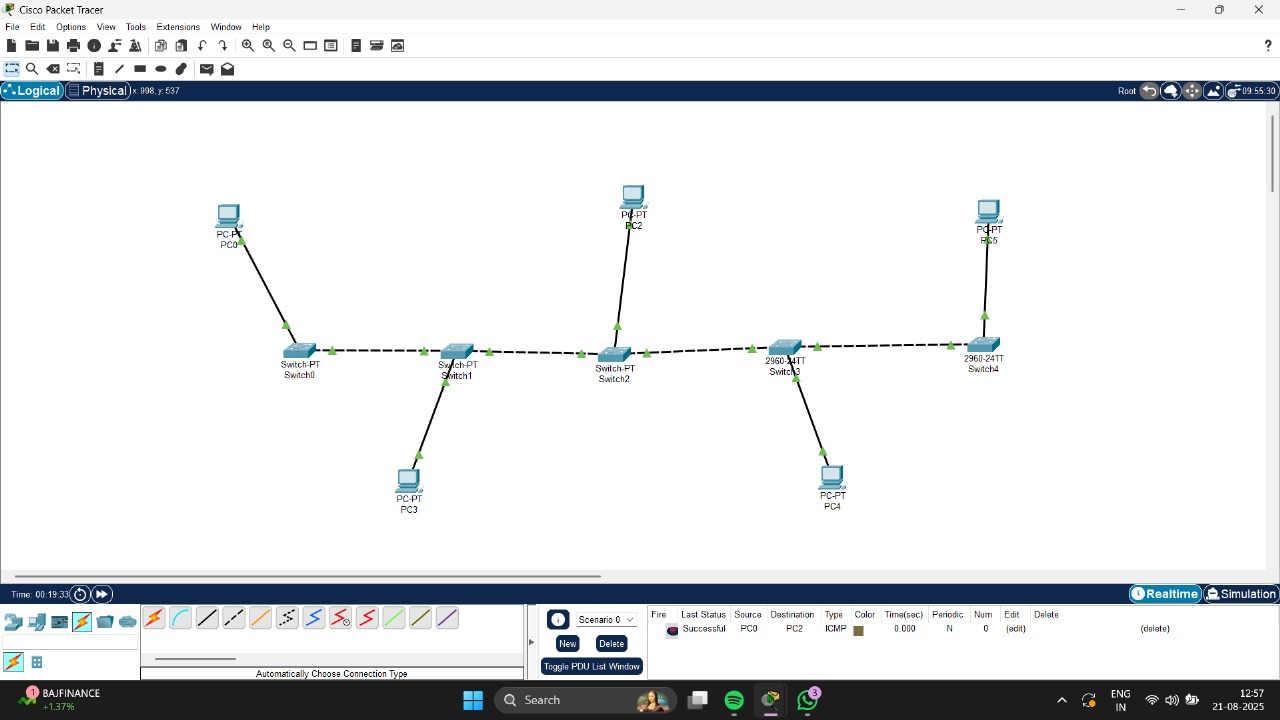 Cisco Packet Tracer
File Edit Options View Tools Extensions Window Help
?
Logical Physical x: 998, y: 537 Root 09:55:30
PC-PT
PC0
PC-PT
PC2
PC-PT
PC5
Switch-PT
Switch0
Switch-PT
Switch1
Switch-PT
Switch2
2960-24TT
Switch3
2960-24TT
Switch4
PC-PT
PC3
PC-PT
PC4
Time: 00:19:33 Realtime Simulation
Scenario 0
New Delete
Toggle PDU List Window
Fire Last Status Source Destination Type Color Time(sec) Periodic Num Edit Delete
Successful PC0 PC2 ICMP 0.000 N 0 (edit) (delete)
Automatically Choose Connection Type
1 BAJFINANCE
+1.37%
Search
3
ENG
IN
12:57
21-08-2025